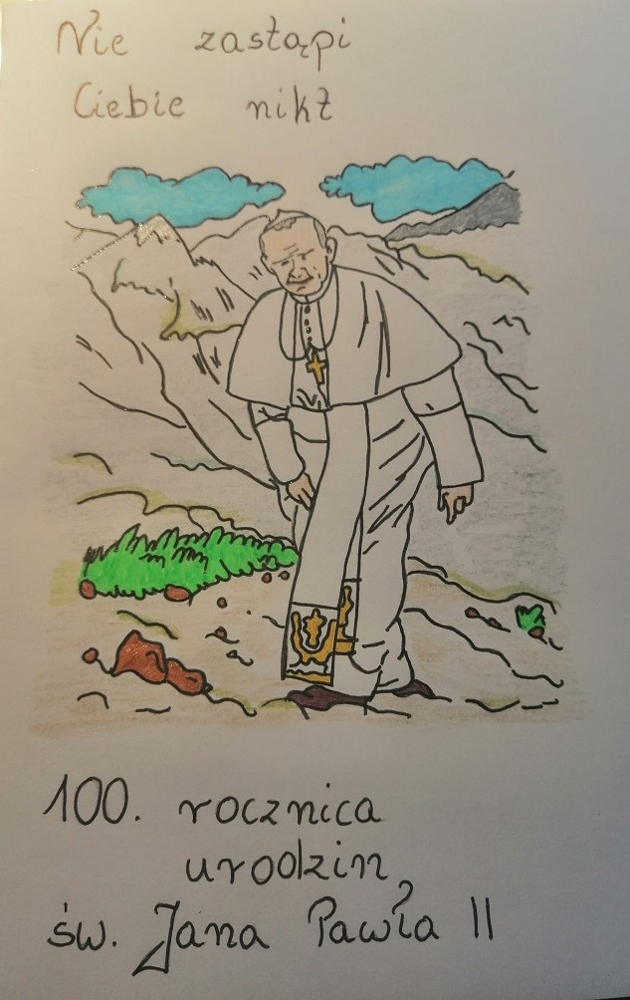 Nie zastąpi
Ciebie nikt
100. rocznica
urodzin
św. Jana Pawła II